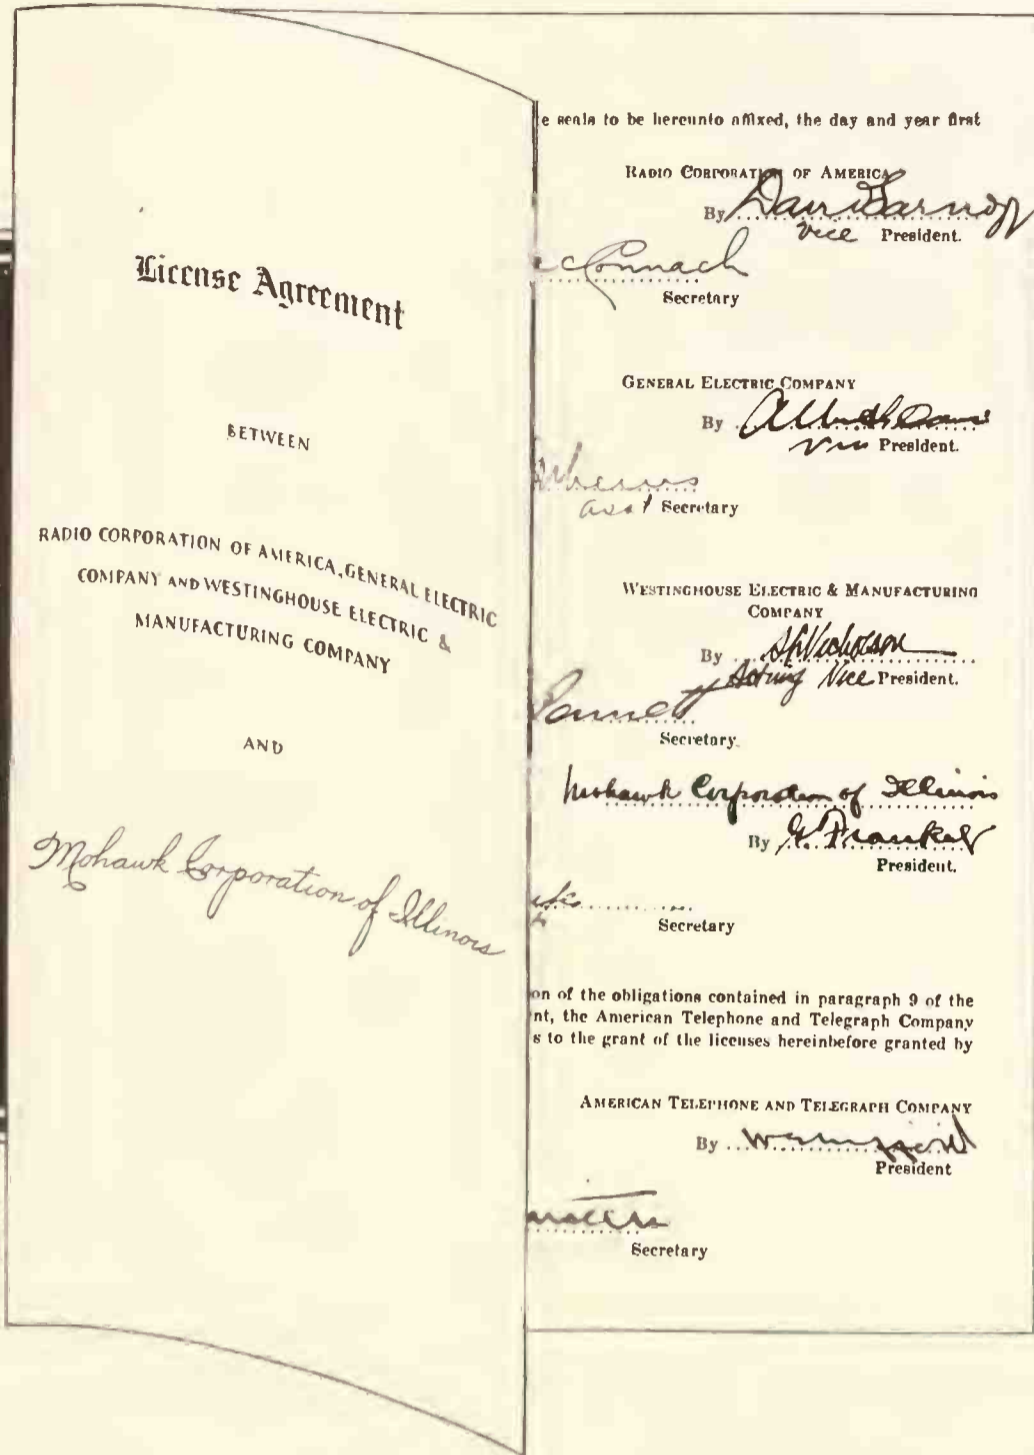 License Agreement
BETWEEN
RADIO CORPORATION OF AMERICA, GENERAL ELECTRIC
COMPANY AND WESTINGHOUSE ELECTRIC &
MANUFACTURING COMPANY
AND
Mohawk Corporation of Illinois
e seals to be hereunto affixed, the day and year first
RADIO CORPORATION OF AMERICA
By David Sarnoff
Vice President.
cConnach
Secretary
GENERAL ELECTRIC COMPANY
By
Vice President.
Asst Secretary
WESTINGHOUSE ELECTRIC & MANUFACTURING
COMPANY
By Nicholson
Acting Vice President.
Secretary.
Mohawk Corporation of Illinois
By Frankel
President.
Secretary
on of the obligations contained in paragraph 9 of the
nt, the American Telephone and Telegraph Company
s to the grant of the licenses hereinbefore granted by
AMERICAN TELEPHONE AND TELEGRAPH COMPANY
By
President
Secretary